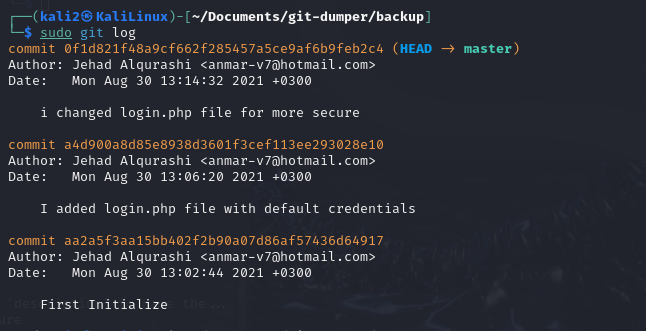 ┌──(kali2㉿KaliLinux)-[~/Documents/git-dumper/backup]
└─$ sudo git log
commit 0f1d821f48a9cf662f285457a5ce9af6b9feb2c4 (HEAD → master)
Author: Jehad Alqurashi <anmar-v7@hotmail.com>
Date:   Mon Aug 30 13:14:32 2021 +0300
    i changed login.php file for more secure
commit a4d900a8d85e8938d3601f3cef113ee293028e10
Author: Jehad Alqurashi <anmar-v7@hotmail.com>
Date:   Mon Aug 30 13:06:20 2021 +0300
    I added login.php file with default credentials
commit aa2a5f3aa15bb402f2b90a07d86af57436d64917
Author: Jehad Alqurashi <anmar-v7@hotmail.com>
Date:   Mon Aug 30 13:02:44 2021 +0300
    First Initialize